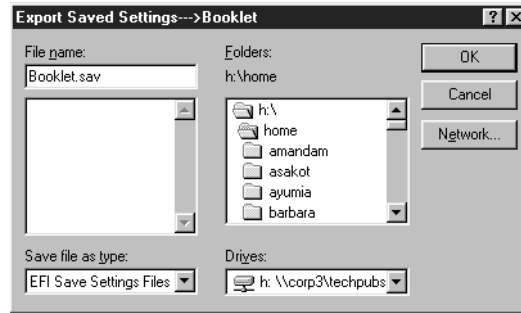 Export Saved Settings--->Booklet
File name:
Booklet.sav
Save file as type:
EFI Save Settings Files
Folders:
h:\home
h:\
home
amandam
asakot
ayumia
barbara
Drives:
h: \\corp3\techpubs
OK
Cancel
Network...